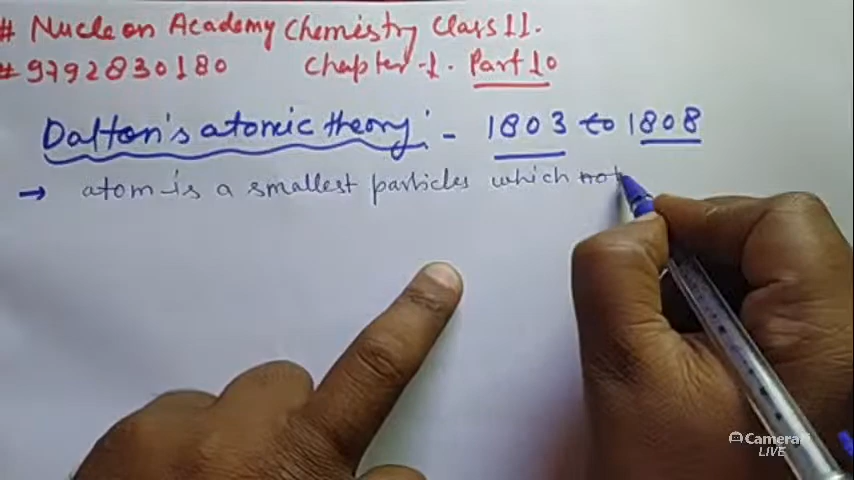 # Nucleon Academy Chemistry Class 11.
# 9792830180 Chapter-1. Part 10
Dalton's atomic theory:- 1803 to 1808
→ atom is a smallest particles which not
Camera
LIVE